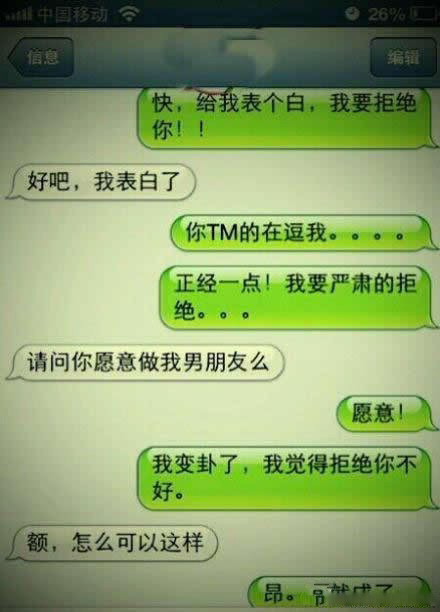 中国移动
26%
信息
编辑
快，给我表个白，我要拒绝
你！！
好吧，我表白了
你TM的在逗我。。。。
正经一点！我要严肃的拒
绝。。。
请问你愿意做我男朋友么
愿意！
我变卦了，我觉得拒绝你不
好。
额，怎么可以这样
昂。 就成了